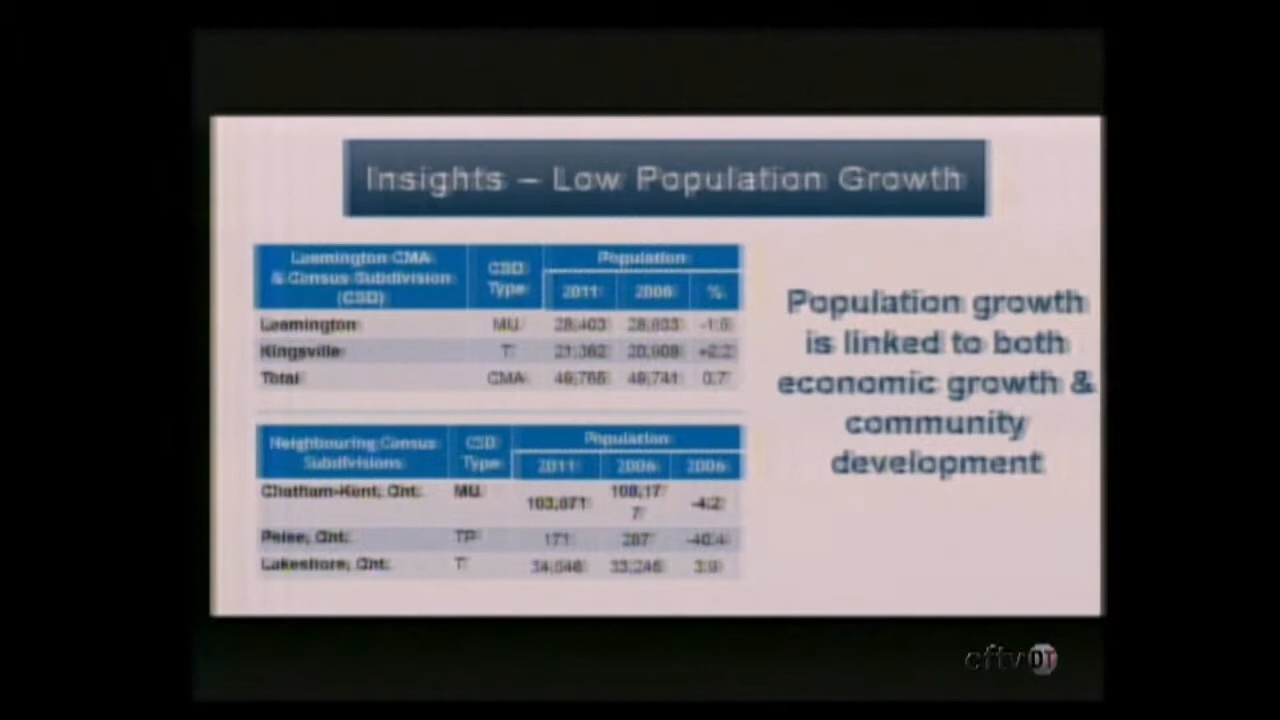 Insights – Low Population Growth
Leamington CMA & Census Subdivision (CSD) CSD Type Population
2011 2006 %
Leamington MU 28,403 28,833
Kingsville T 21,362 20,908 +2.2
Total CMA 49,765 49,741 0.7
Neighbouring Census Subdivisions CSD Type Population
2011 2006 2006
Chatham-Kent, Ont. MU 103,671 108,177 -4.2
Pelee, Ont. TP 171 287 -40.4
Lakeshore, Ont. T 34,546 33,245 3.9
Population growth
is linked to both
economic growth &
community
development
cftv DT